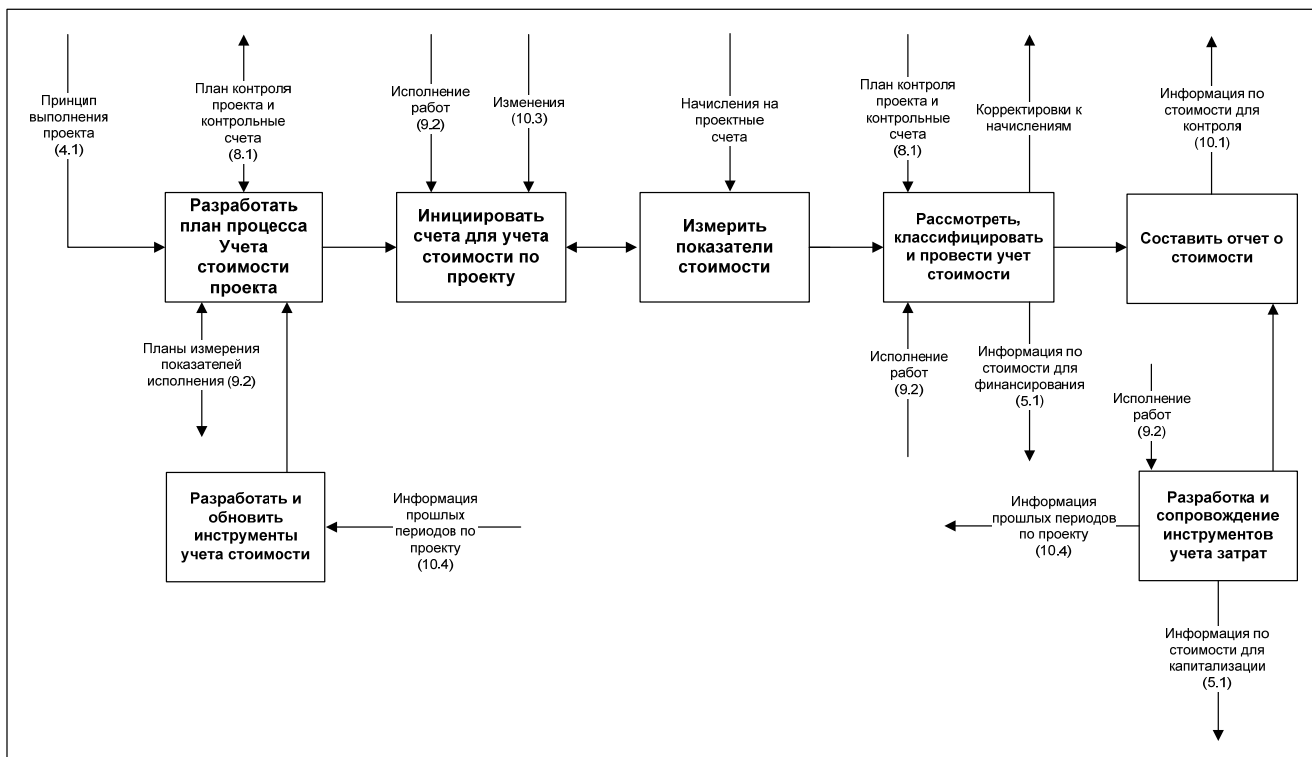 Принцип
выполнения
проекта
(4.1)
План контроля
проекта и
контрольные
счета
(8.1)
Исполнение
работ
(9.2)
Изменения
(10.3)
Начисления на
проектные
счета
План контроля
проекта и
контрольные
счета
(8.1)
Корректировки к
начислениям
Информация по
стоимости для
контроля
(10.1)
Разработать
план процесса
Учета
стоимости
проекта
Инициировать
счета для учета
стоимости по
проекту
Измерить
показатели
стоимости
Рассмотреть,
классифицировать
и провести учет
стоимости
Составить отчет о
стоимости
Планы измерения
показателей
исполнения (9.2)
Исполнение
работ
(9.2)
Информация по
стоимости для
финансирования
(5.1)
Исполнение
работ
(9.2)
Разработать и
обновить
инструменты
учета стоимости
Информация
прошлых
периодов по
проекту
(10.4)
Информация
прошлых периодов
по проекту
(10.4)
Разработка и
сопровождение
инструментов
учета затрат
Информация по
стоимости для
капитализации
(5.1)